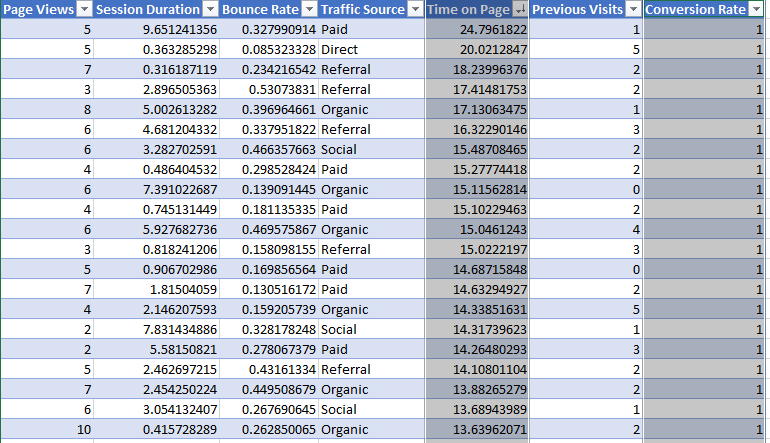 Page Views Session Duration Bounce Rate Traffic Source Time on Page Previous Visits Conversion Rate
5 9.651241356 0.327990914 Paid 24.7961822 1 1
5 0.363285298 0.085323328 Direct 20.0212847 5 1
7 0.316187119 0.234216542 Referral 18.23996376 2 1
3 2.896505363 0.53073831 Referral 17.41481753 2 1
8 5.002613282 0.396964661 Organic 17.13063475 1 1
6 4.681204332 0.337951822 Referral 16.32290146 3 1
6 3.282702591 0.466357663 Social 15.48708465 2 1
4 0.486404532 0.298528424 Paid 15.27774418 2 1
6 7.391022687 0.139091445 Organic 15.11562814 0 1
4 0.745131449 0.181135335 Paid 15.10229463 2 1
6 5.927682736 0.469575867 Organic 15.0461243 4 1
3 0.818241206 0.158098155 Referral 15.0222197 3 1
5 0.906702986 0.169856564 Paid 14.68715848 0 1
7 1.81504059 0.130516172 Paid 14.63294927 2 1
4 2.146207593 0.159205739 Organic 14.33851631 5 1
2 7.831434886 0.328178248 Social 14.31739623 1 1
2 5.58150821 0.278067379 Paid 14.26480293 3 1
5 2.462697215 0.43161334 Referral 14.10801104 2 1
7 2.454250224 0.449508679 Organic 13.88265279 2 1
6 3.054132407 0.267690645 Social 13.68943989 1 1
10 0.415728289 0.262850065 Organic 13.63962071 2 1